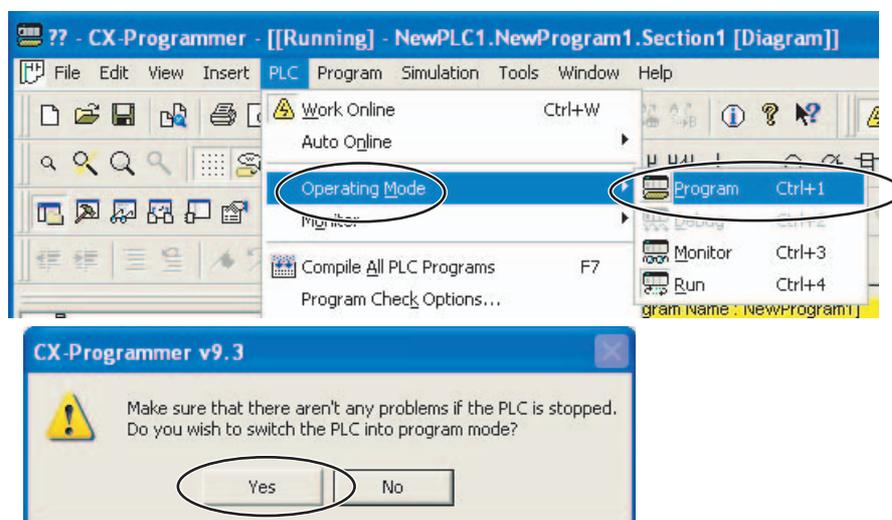 ?? - CX-Programmer - [[Running] - NewPLC1.NewProgram1.Section1 [Diagram]]
File Edit View Insert PLC Program Simulation Tools Window Help
Work Online Ctrl+W
Auto Online
Operating Mode
Program Ctrl+1
Monitor
Debug Ctrl+2
Monitor Ctrl+3
Compile All PLC Programs F7
Run Ctrl+4
Program Check Options...
gram Name : NewProgram1]
CX-Programmer v9.3
Make sure that there aren't any problems if the PLC is stopped.
Do you wish to switch the PLC into program mode?
Yes No